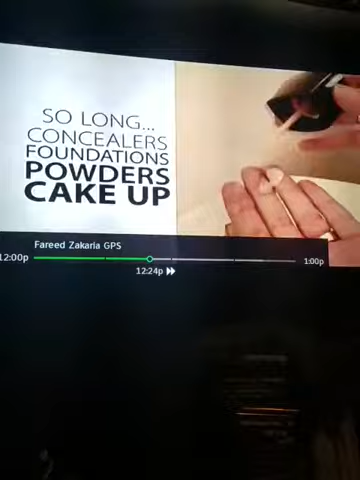 SO LONG...
CONCEALERS
FOUNDATIONS
POWDERS
CAKE UP
Fareed Zakaria GPS
12:00p
1:00p
12:24p